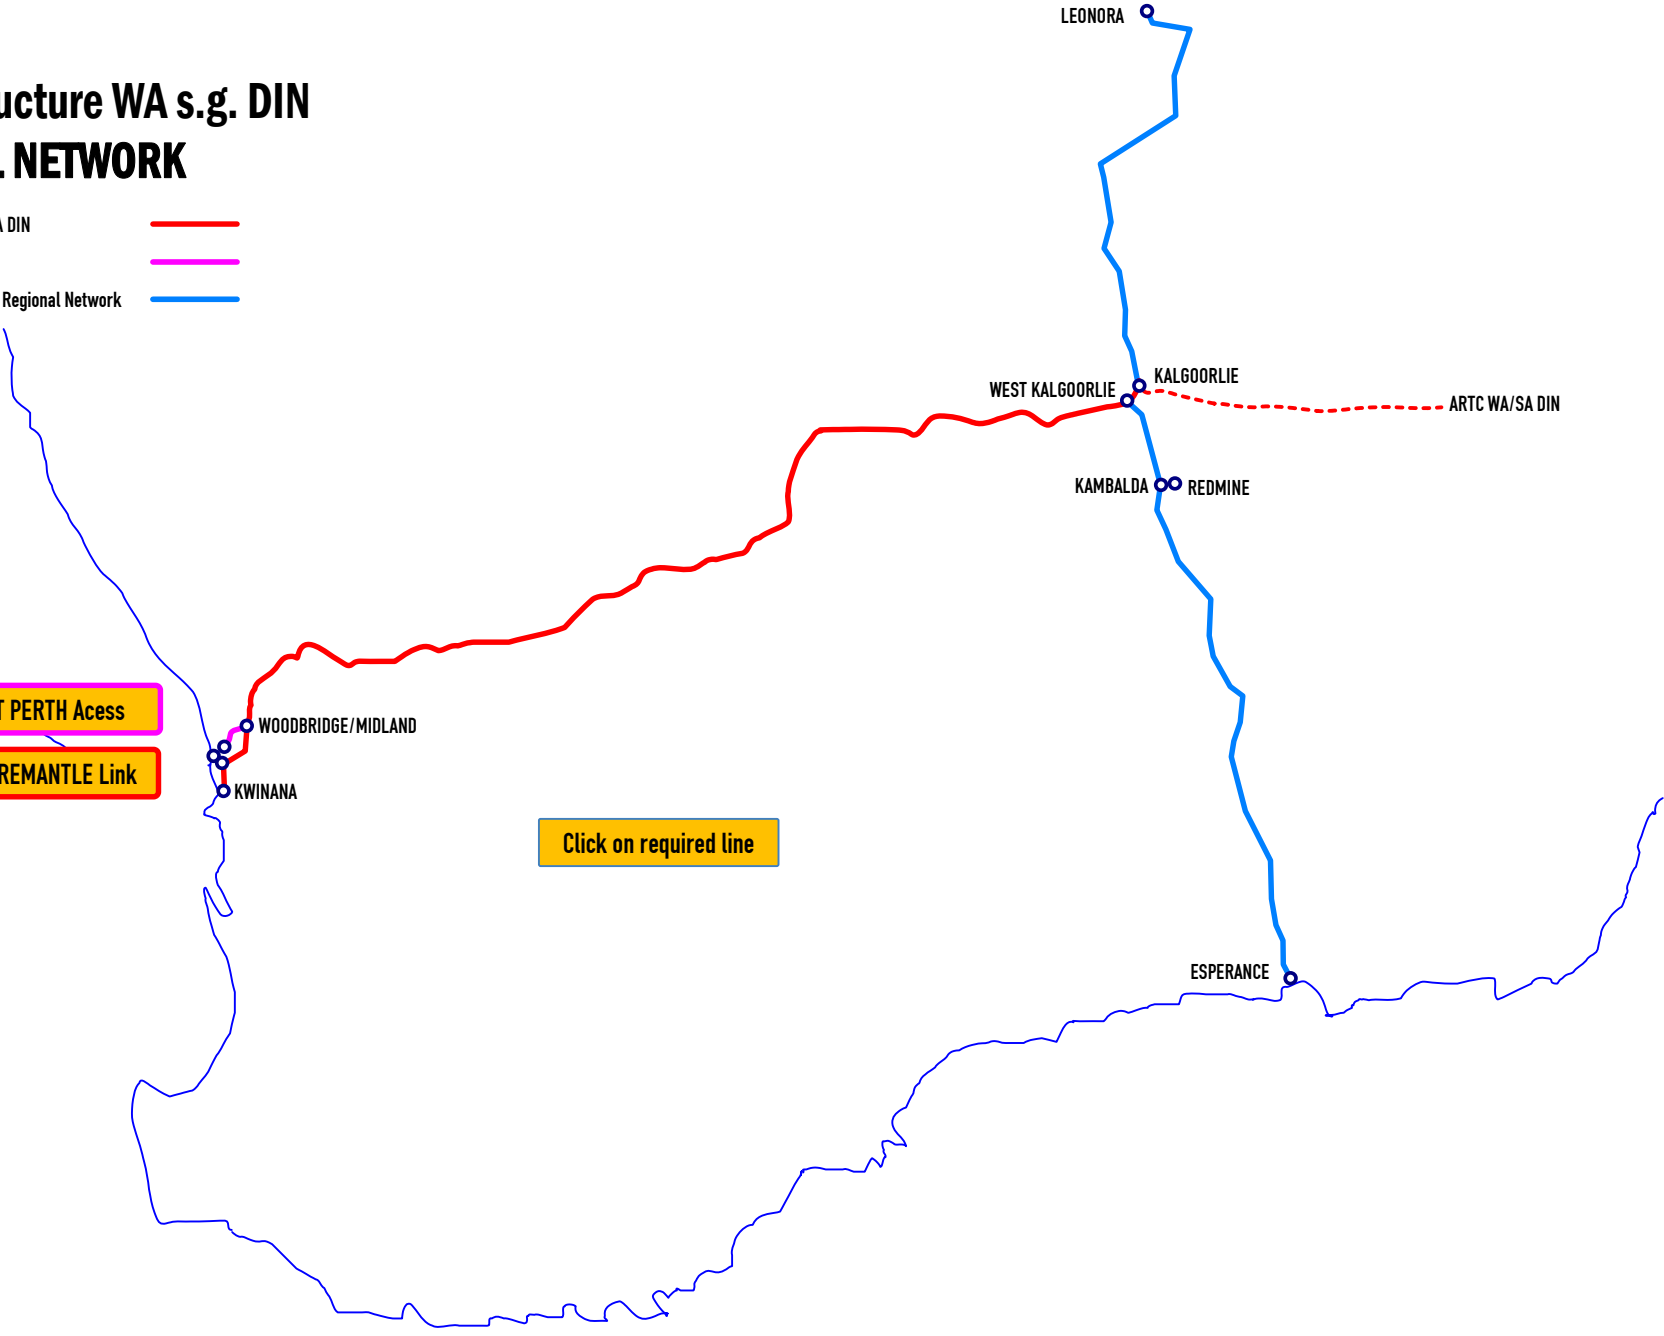 LEONORA
ucture WA s.g. DIN
. NETWORK
A DIN
Regional Network
KALGOORLIE
WEST KALGOORLIE
ARTC WA/SA DIN
KAMBALDA
REDMINE
T PERTH Acess
WOODBRIDGE/MIDLAND
REMANTLE Link
KWINANA
Click on required line
ESPERANCE